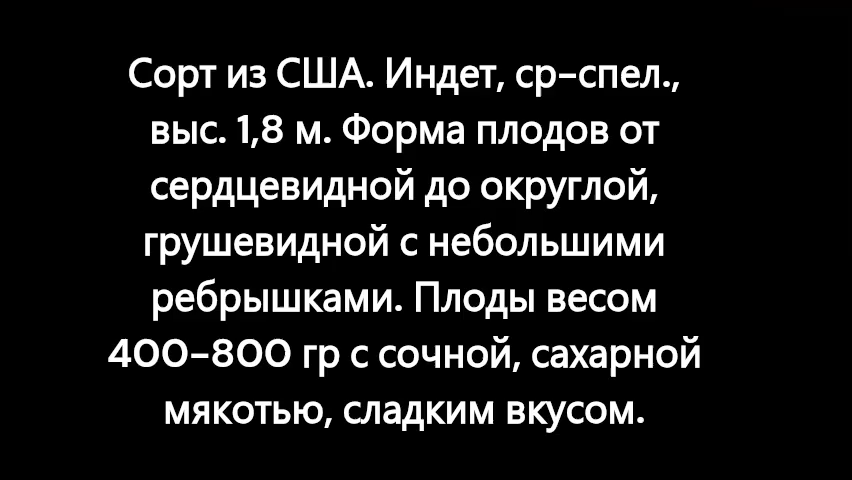 Сорт из США. Индет, ср-спел.,
выс. 1,8 м. Форма плодов от
сердцевидной до округлой,
грушевидной с небольшими
ребрышками. Плоды весом
400-800 гр с сочной, сахарной
мякотью, сладким вкусом.